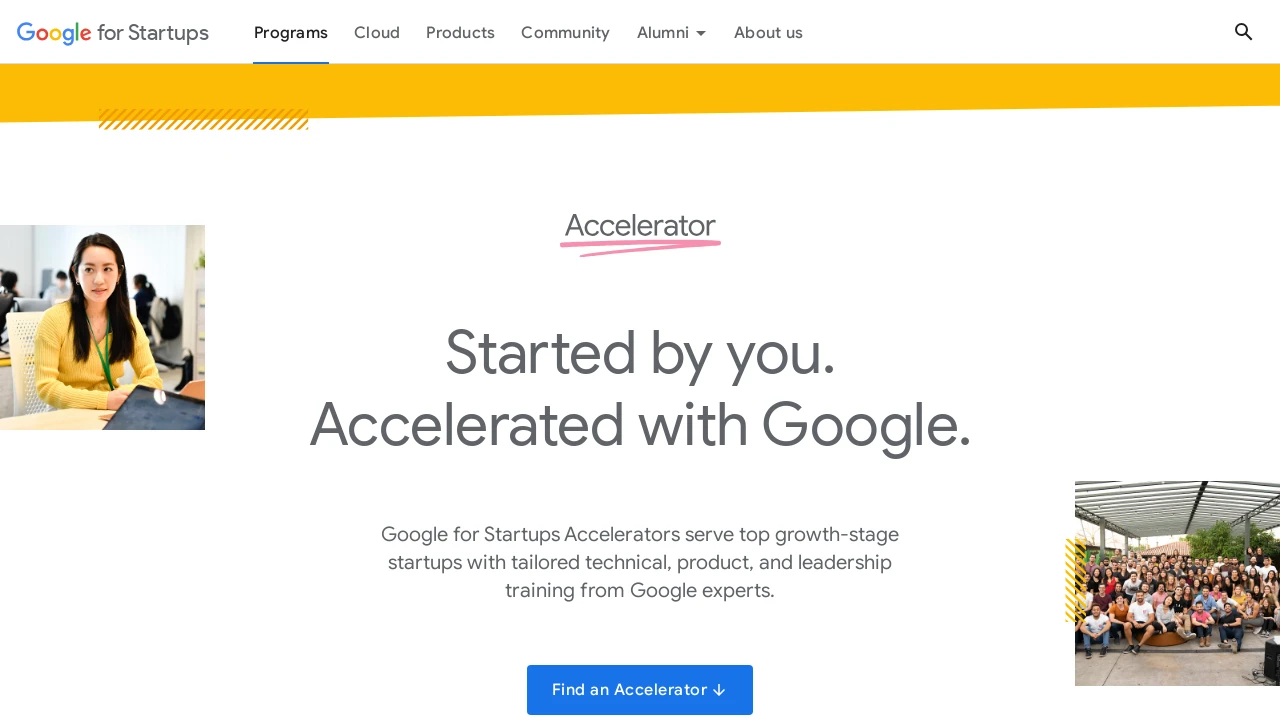 Google for Startups
Programs
Cloud
Products
Community
Alumni
About us
Accelerator
Started by you.
Accelerated with Google.
Google for Startups Accelerators serve top growth-stage
startups with tailored technical, product, and leadership
training from Google experts.
Find an Accelerator ↓